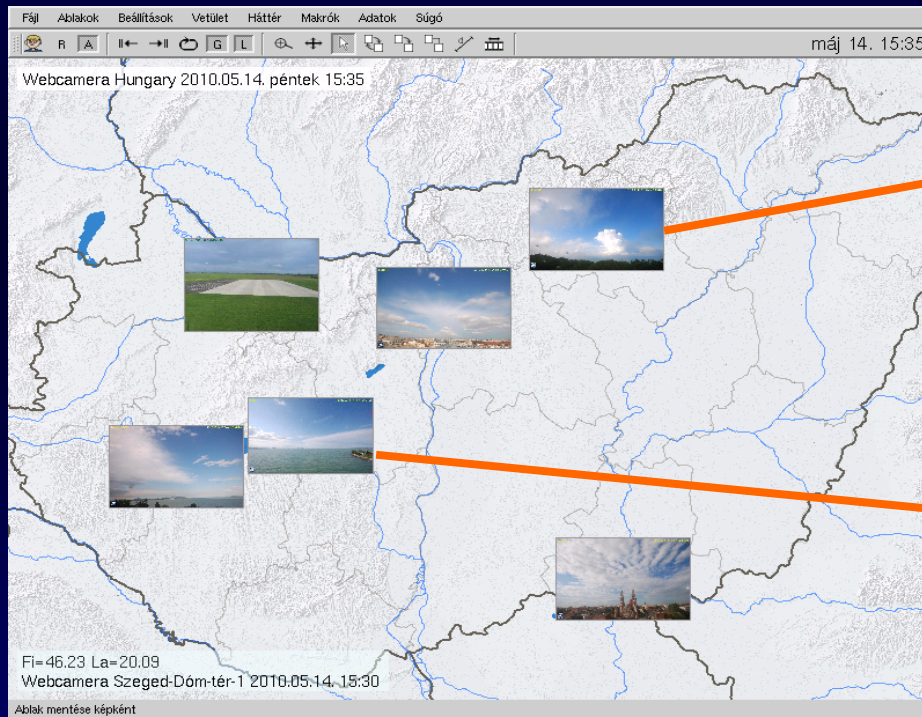 Fájl Ablakok Beállítások Vetület Háttér Makrók Adatok Súgó
R A G L máj 14. 15:35
Webcamera Hungary 2010.05.14. péntek 15:35
Fi=46.23 La=20.09
Webcamera Szeged-Dóm-tér-1 2010.05.14. 15:30
Ablak mentése képként